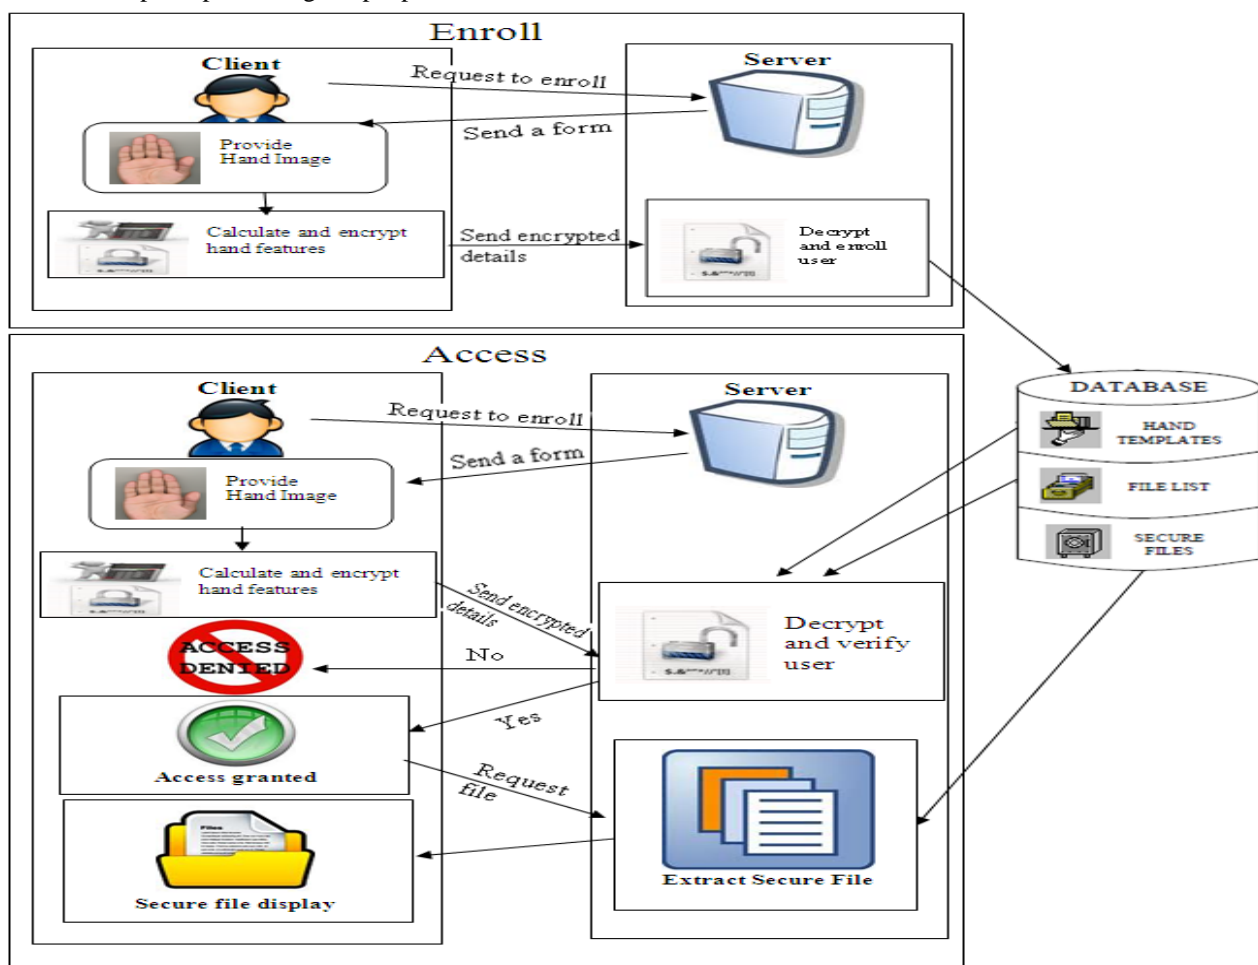 Enroll
Client
Server
Request to enroll
Send a form
Provide
Hand Image
Calculate and encrypt
hand features
Send encrypted
details
Decrypt
and enroll
user
Access
Client
Server
Request to enroll
Send a form
Provide
Hand Image
Calculate and encrypt
hand features
Send encrypted
details
Decrypt
and verify
user
ACCESS
DENIED
No
Yes
Access granted
Request
file
Files
Secure file display
Extract Secure File
DATABASE
HAND
TEMPLATES
FILE LIST
SECURE
FILES